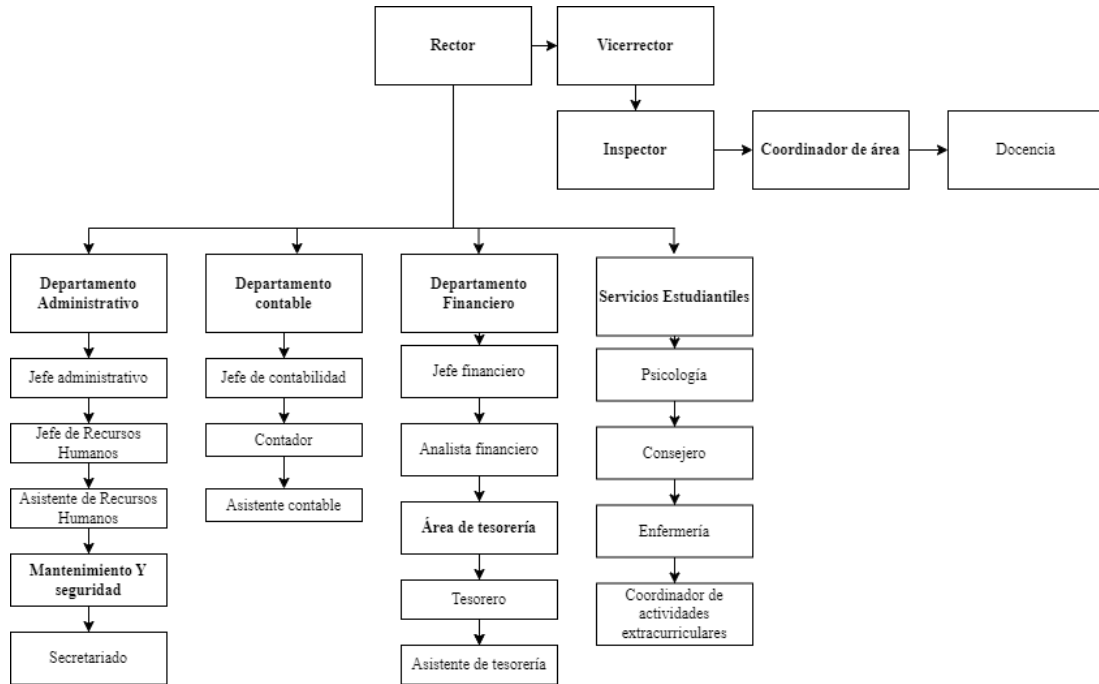 Rector
Vicerrector
Inspector
Coordinador de área
Docencia
Departamento
Administrativo
Departamento
contable
Departamento
Financiero
Servicios Estudiantiles
Jefe administrativo
Jefe de contabilidad
Jefe financiero
Psicología
Jefe de Recursos
Humanos
Contador
Analista financiero
Consejero
Asistente de Recursos
Humanos
Asistente contable
Área de tesorería
Enfermería
Mantenimiento Y
seguridad
Tesorero
Coordinador de
actividades
extracurriculares
Secretariado
Asistente de tesorería